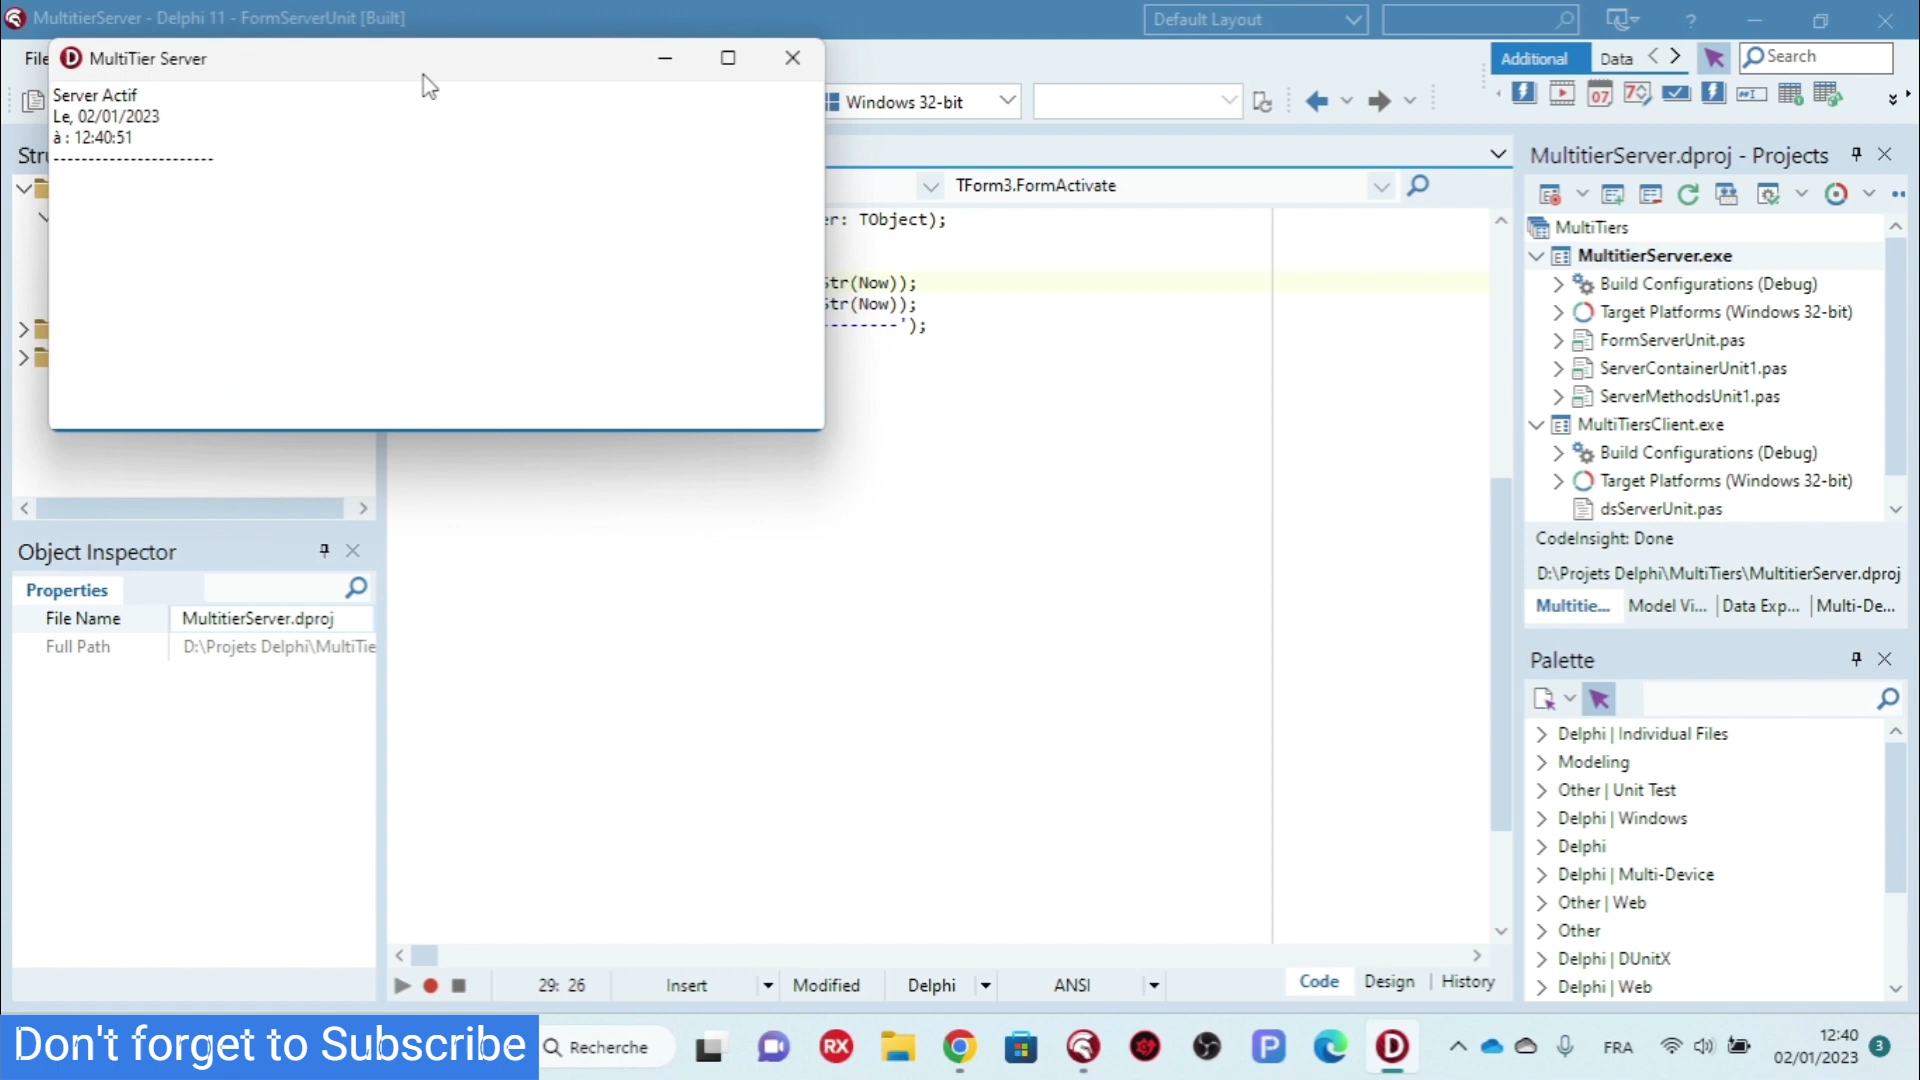 MultitierServer - Delphi 11 - FormServerUnit [Built]
Default Layout
?
File
MultiTier Server
Server Actif
Le, 02/01/2023
à : 12:40:51
-----------------------
Windows 32-bit
Additional
Data
Search
TForm3.FormActivate
er: TObject);
Str(Now));
Str(Now));
--------');
MultitierServer.dproj - Projects
MultiTiers
MultitierServer.exe
Build Configurations (Debug)
Target Platforms (Windows 32-bit)
FormServerUnit.pas
ServerContainerUnit1.pas
ServerMethodsUnit1.pas
MultiTiersClient.exe
Build Configurations (Debug)
Target Platforms (Windows 32-bit)
dsServerUnit.pas
CodeInsight: Done
D:\Projets Delphi\MultiTiers\MultitierServer.dproj
Multitie... Model Vi... Data Exp... Multi-De...
Object Inspector
Properties
File Name MultitierServer.dproj
Full Path D:\Projets Delphi\MultiTie
Palette
Delphi | Individual Files
Modeling
Other | Unit Test
Delphi | Windows
Delphi
Delphi | Multi-Device
Other | Web
Other
Delphi | DUnitX
Delphi | Web
29: 26 Insert Modified Delphi ANSI
Code Design History
Don't forget to Subscribe
Recherche
FRA
12:40
02/01/2023
3